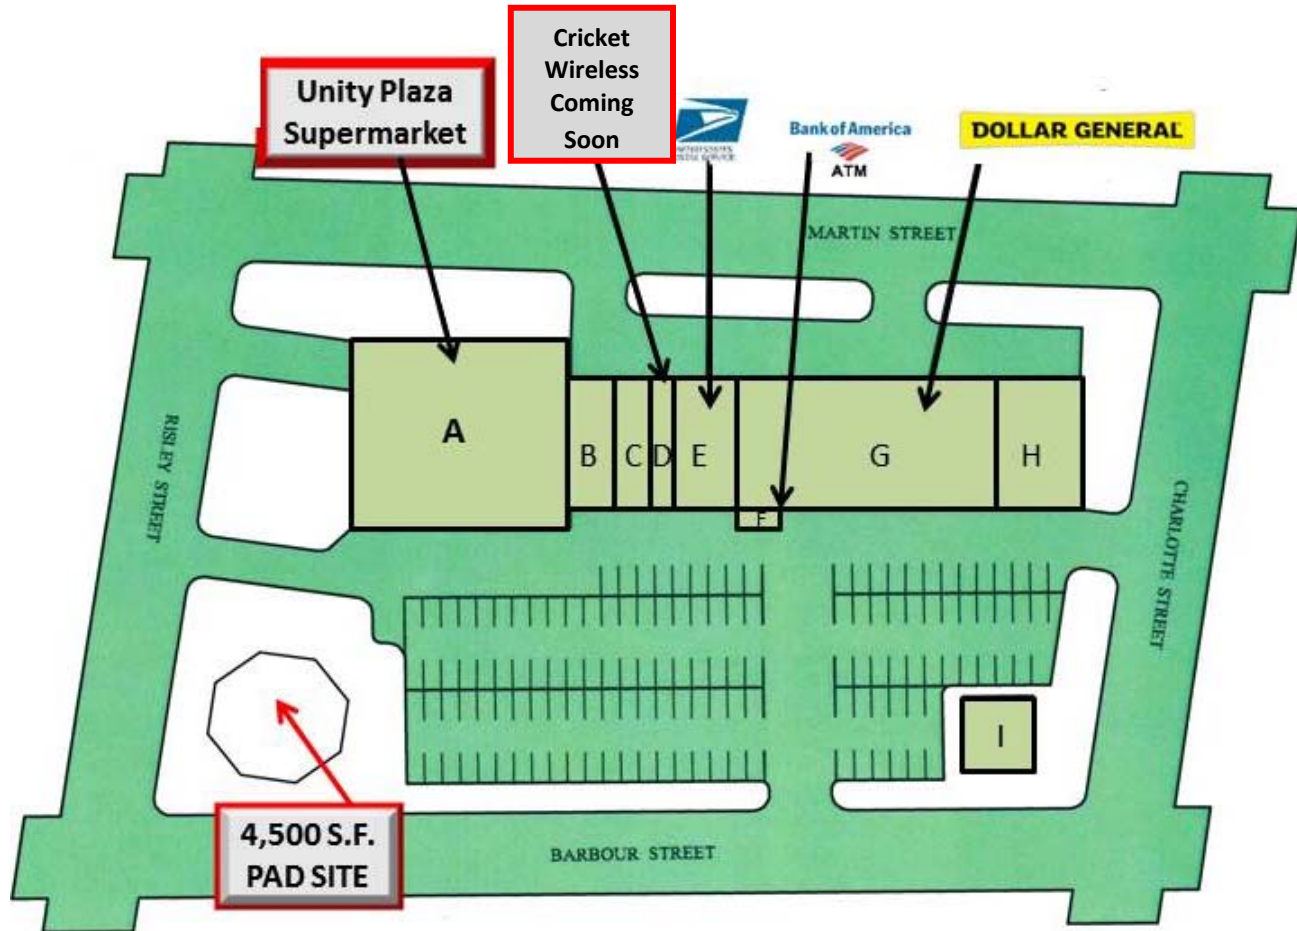 Cricket
Wireless
Coming
Soon
Unity Plaza
Supermarket
Bank of America
ATM
DOLLAR GENERAL
MARTIN STREET
RISLEY STREET
CHARLOTTE STREET
A
B
C
D
E
F
G
H
I
4,500 S.F.
PAD SITE
BARBOUR STREET